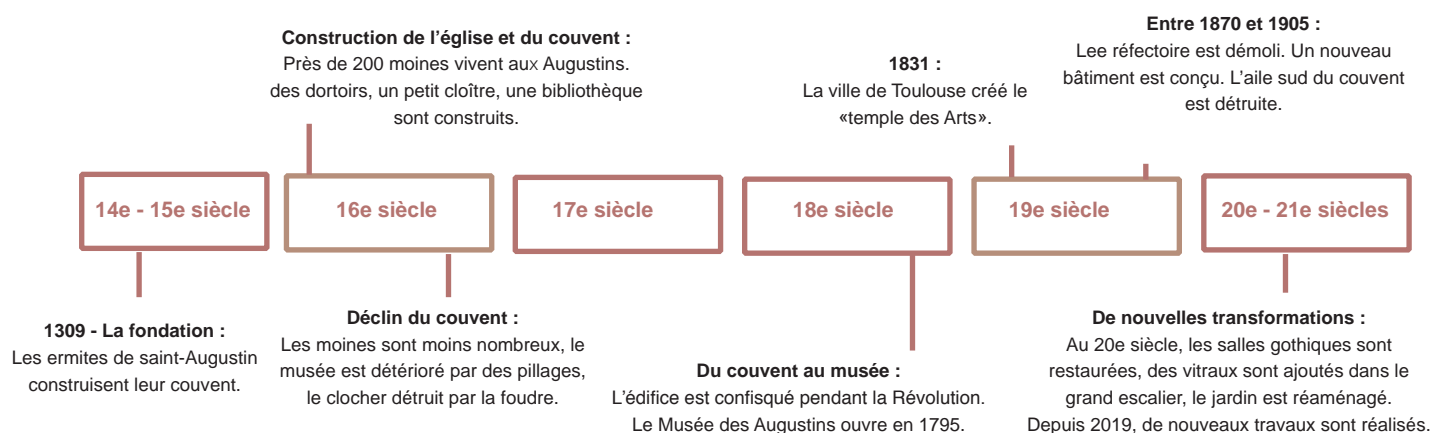 Construction de l'église et du couvent :
Près de 200 moines vivent aux Augustins.
des dortoirs, un petit cloître, une bibliothèque
sont construits.
1831 :
La ville de Toulouse créé le
«temple des Arts».
Entre 1870 et 1905 :
Lee réfectoire est démoli. Un nouveau
bâtiment est conçu. L'aile sud du couvent
est détruite.
14e - 15e siècle
16e siècle
17e siècle
18e siècle
19e siècle
20e - 21e siècles
1309 - La fondation :
Les ermites de saint-Augustin
construisent leur couvent.
Déclin du couvent :
Les moines sont moins nombreux, le
musée est détérioré par des pillages,
le clocher détruit par la foudre.
Du couvent au musée :
L'édifice est confisqué pendant la Révolution.
Le Musée des Augustins ouvre en 1795.
De nouvelles transformations :
Au 20e siècle, les salles gothiques sont
restaurées, des vitraux sont ajoutés dans le
grand escalier, le jardin est réaménagé.
Depuis 2019, de nouveaux travaux sont réalisés.